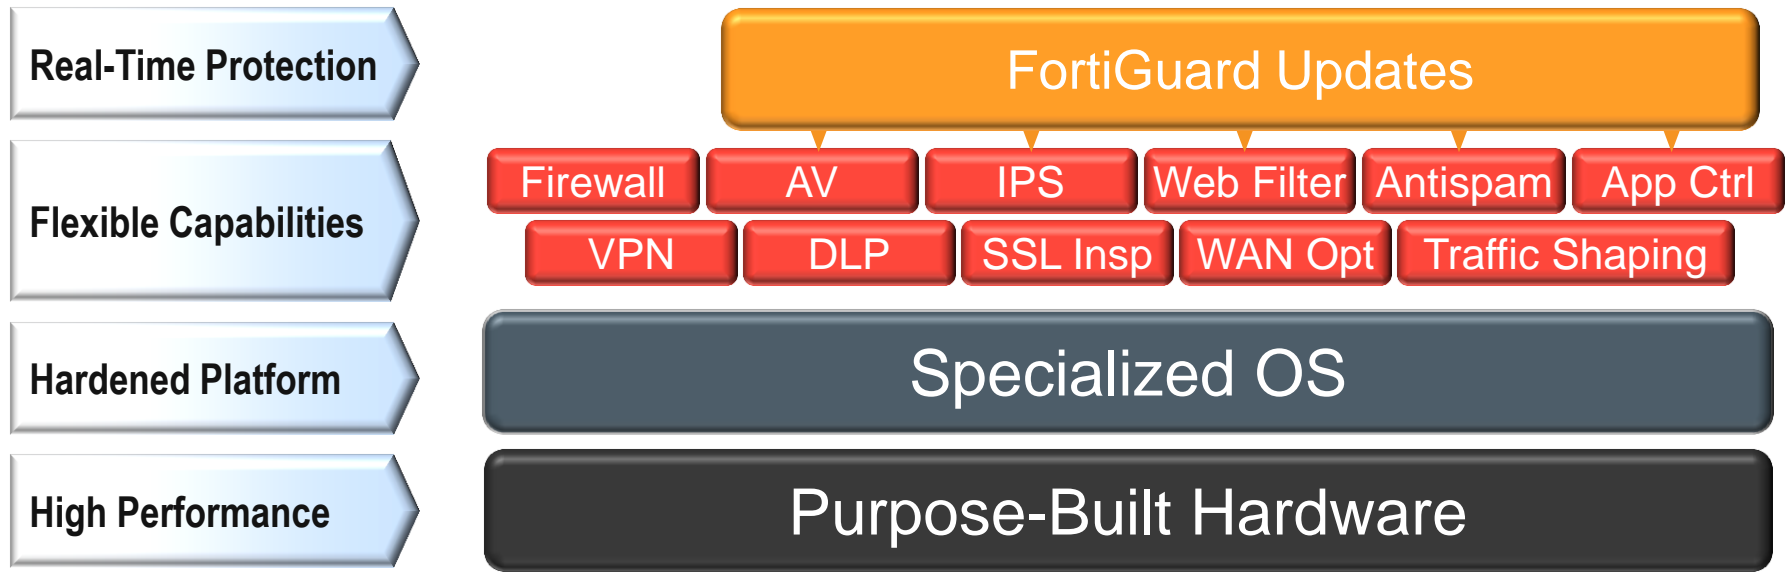 Real-Time Protection
FortiGuard Updates
Flexible Capabilities
Firewall AV IPS Web Filter Antispam App Ctrl
VPN DLP SSL Insp WAN Opt Traffic Shaping
Hardened Platform
Specialized OS
High Performance
Purpose-Built Hardware